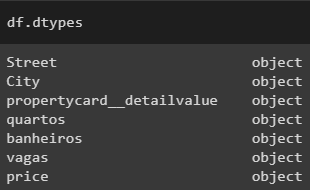 df.dtypes
Street object
City object
propertycard__detailvalue object
quartos object
banheiros object
vagas object
price object